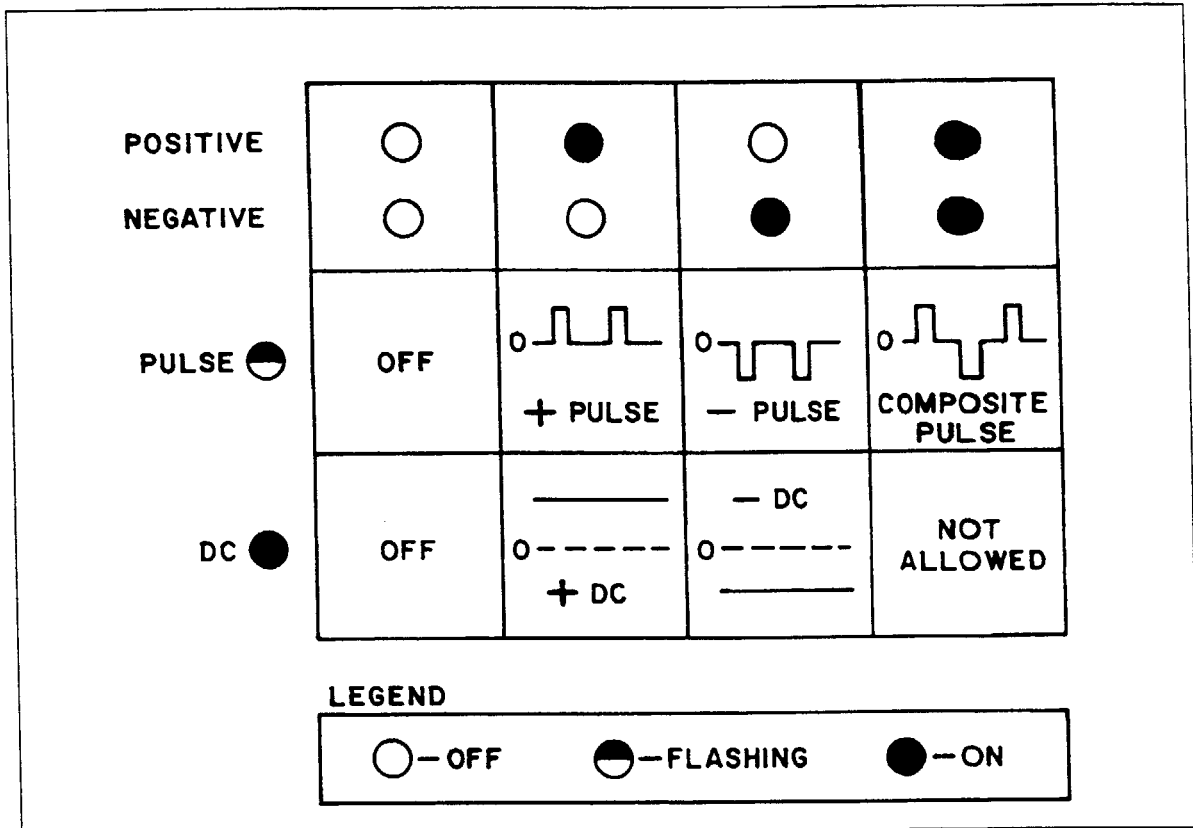 POSITIVE
NEGATIVE
PULSE
OFF
0
+ PULSE
0
– PULSE
0
COMPOSITE
PULSE
DC
OFF
0
+ DC
– DC
0
NOT
ALLOWED
LEGEND
–OFF
–FLASHING
–ON